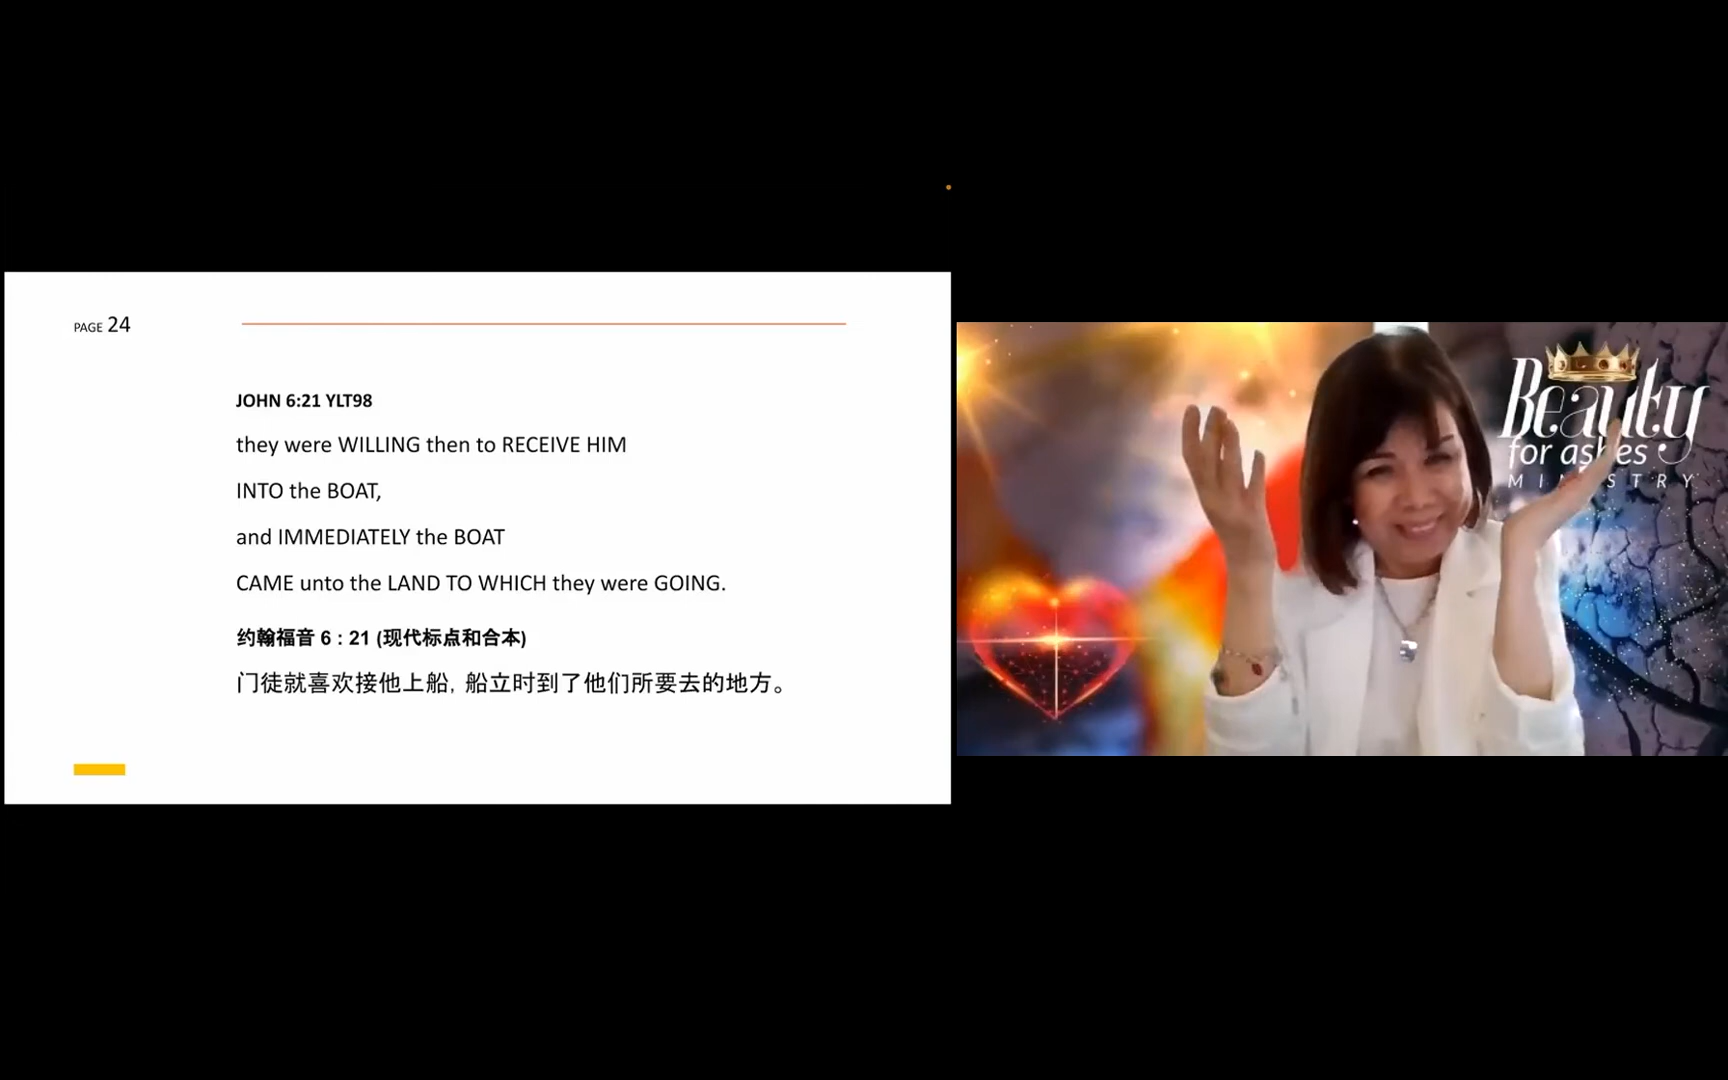 PAGE 24
JOHN 6:21 YLT98
they were WILLING then to RECEIVE HIM
INTO the BOAT,
and IMMEDIATELY the BOAT
CAME unto the LAND TO WHICH they were GOING.
约翰福音 6 : 21 (现代标点和合本)
门徒就喜欢接他上船, 船立时到了他们所要去的地方。
Beauty
for ashes
MINISTRY